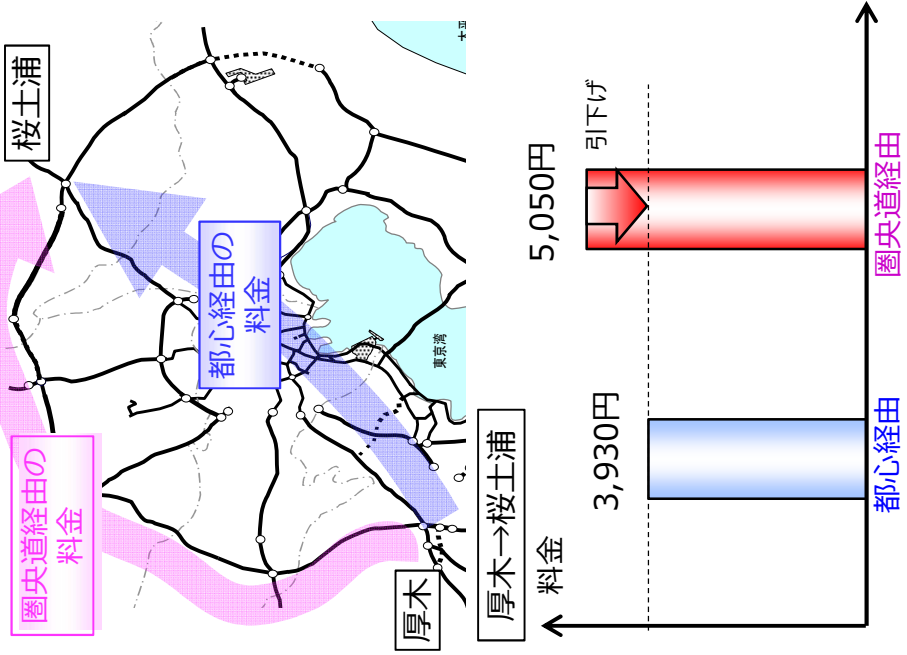 圏央道経由の
料金
桜土浦
都心経由の
料金
東京湾
厚木
厚木→桜土浦
料金
3,930円
5,050円
引下げ
都心経由
圏央道経由